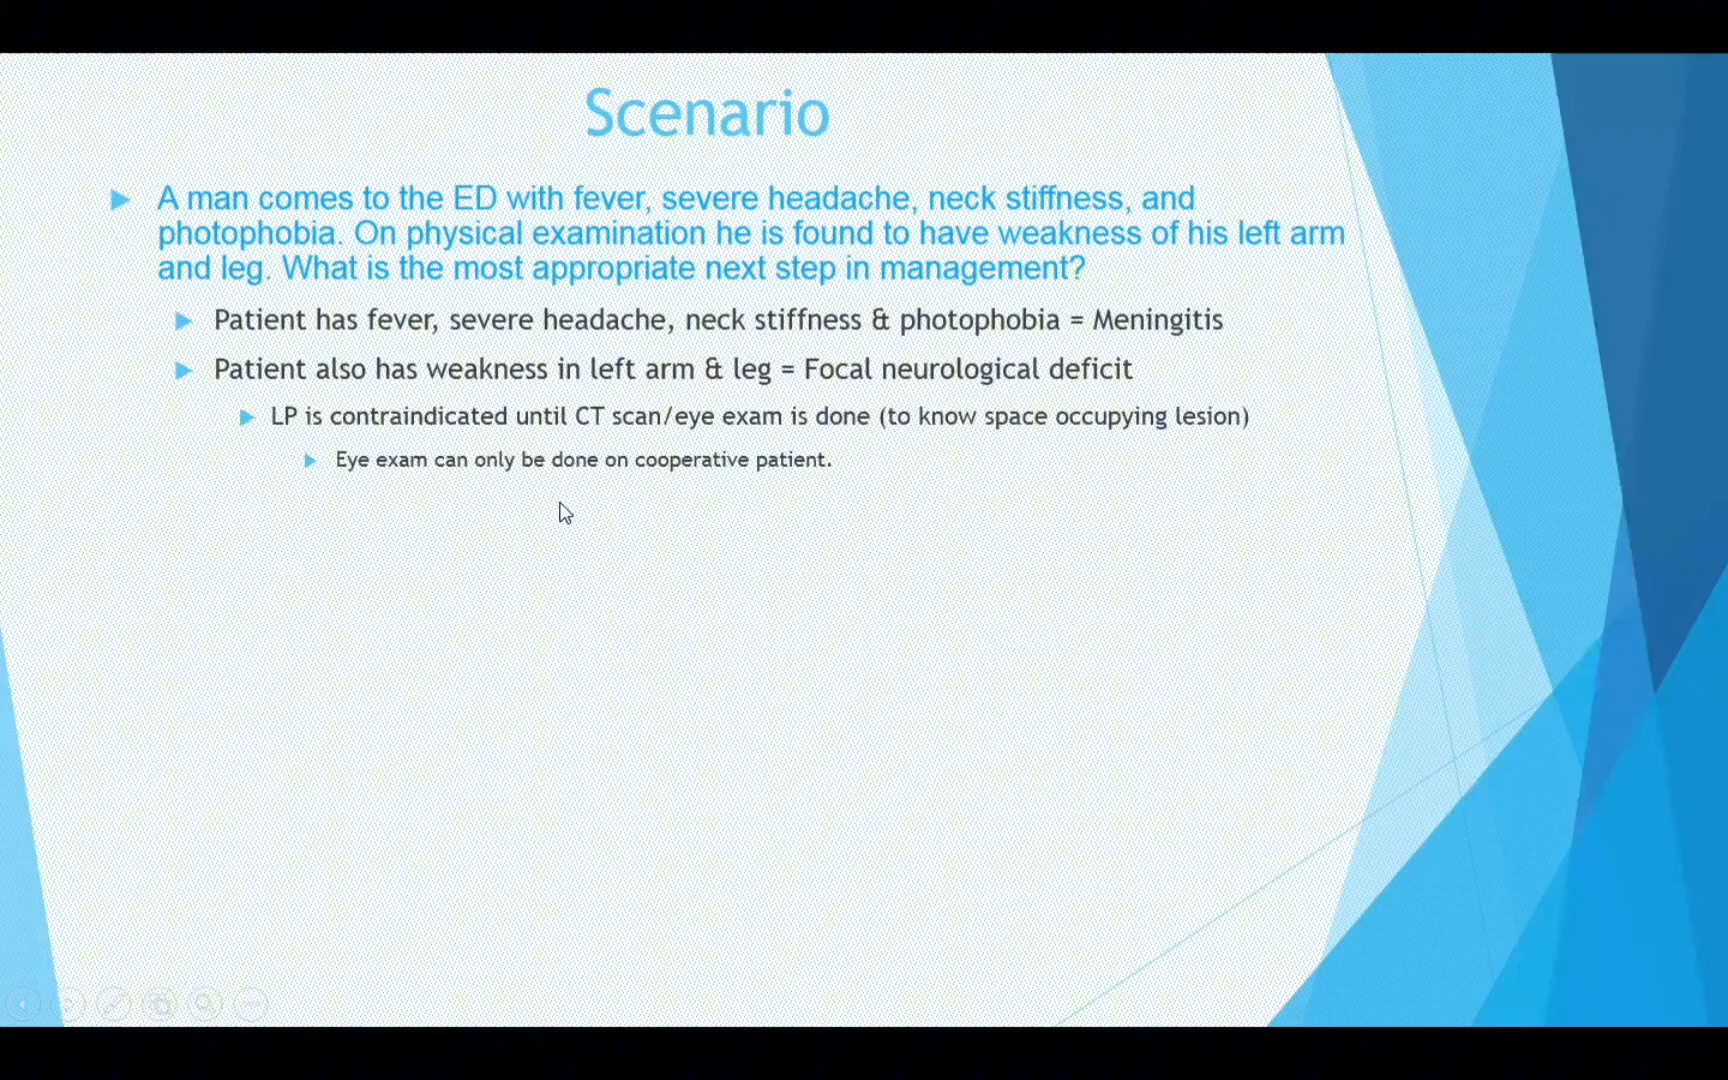 Scenario
A man comes to the ED with fever, severe headache, neck stiffness, and
photophobia. On physical examination he is found to have weakness of his left arm
and leg. What is the most appropriate next step in management?
Patient has fever, severe headache, neck stiffness & photophobia = Meningitis
Patient also has weakness in left arm & leg = Focal neurological deficit
LP is contraindicated until CT scan/eye exam is done (to know space occupying lesion)
Eye exam can only be done on cooperative patient.